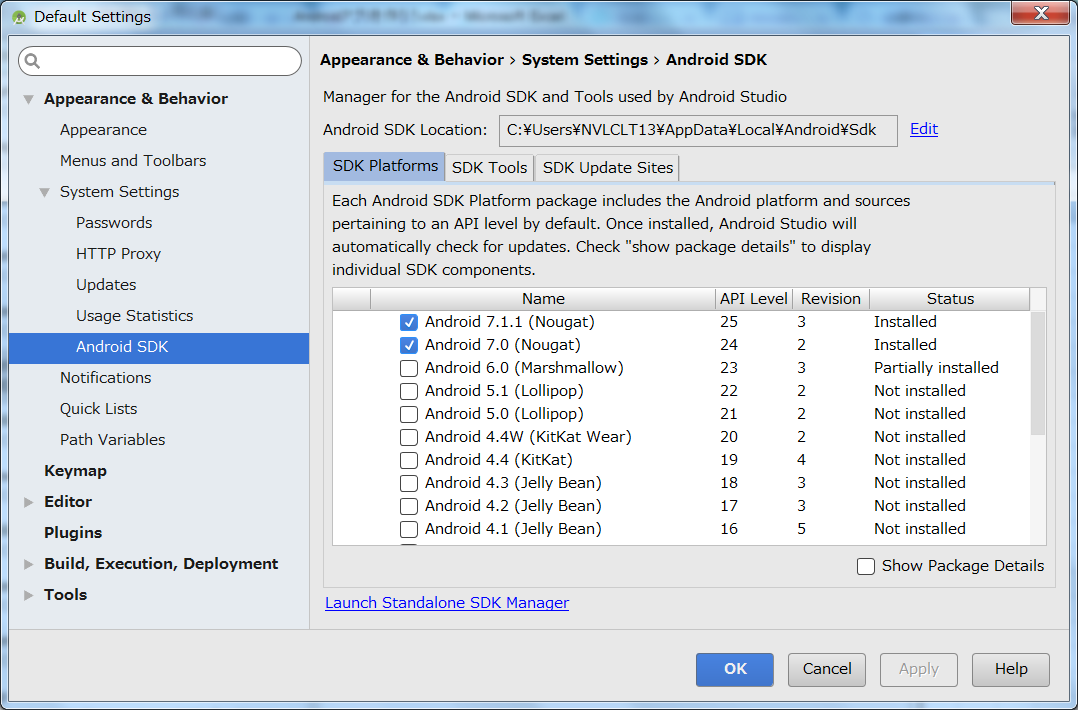 Default Settings
Appearance & Behavior
Appearance
Menus and Toolbars
System Settings
Passwords
HTTP Proxy
Updates
Usage Statistics
Android SDK
Notifications
Quick Lists
Path Variables
Keymap
Editor
Plugins
Build, Execution, Deployment
Tools
Appearance & Behavior › System Settings › Android SDK
Manager for the Android SDK and Tools used by Android Studio
Android SDK Location: C:¥Users¥NVLCLT13¥AppData¥Local¥Android¥Sdk Edit
SDK Platforms SDK Tools SDK Update Sites
Each Android SDK Platform package includes the Android platform and sources
pertaining to an API level by default. Once installed, Android Studio will
automatically check for updates. Check "show package details" to display
individual SDK components.
Name API Level Revision Status
Android 7.1.1 (Nougat) 25 3 Installed
Android 7.0 (Nougat) 24 2 Installed
Android 6.0 (Marshmallow) 23 3 Partially installed
Android 5.1 (Lollipop) 22 2 Not installed
Android 5.0 (Lollipop) 21 2 Not installed
Android 4.4W (KitKat Wear) 20 2 Not installed
Android 4.4 (KitKat) 19 4 Not installed
Android 4.3 (Jelly Bean) 18 3 Not installed
Android 4.2 (Jelly Bean) 17 3 Not installed
Android 4.1 (Jelly Bean) 16 5 Not installed
Show Package Details
Launch Standalone SDK Manager
OK Cancel Apply Help